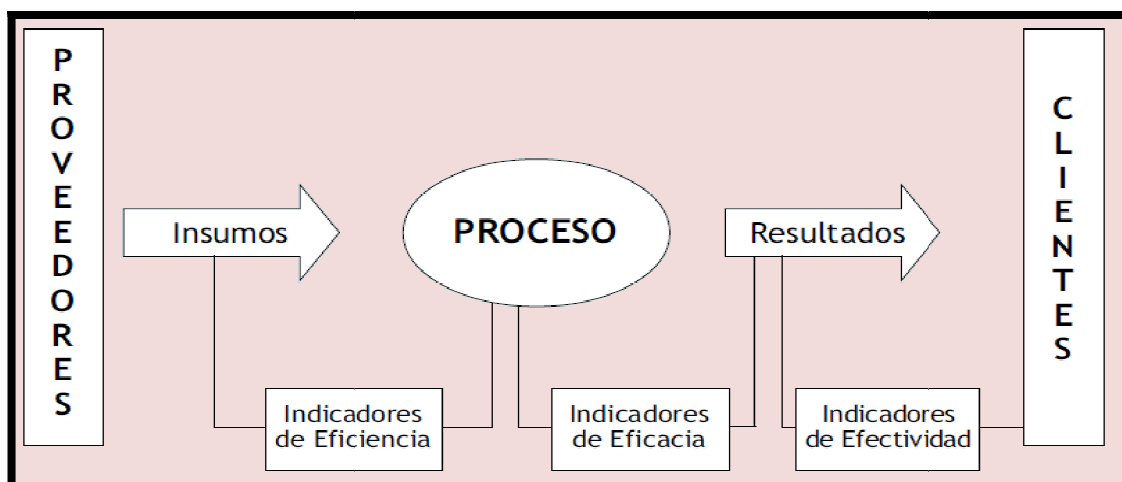 PROVEEDORES
Insumos
PROCESO
Resultados
CLIENTES
Indicadores
de Eficiencia
Indicadores
de Eficacia
Indicadores
de Efectividad